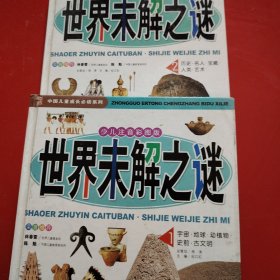 世界未解之谜
SHAOER ZHUYIN CAITUBAN · SHIJIE WEIJIE ZHI MI
2
历史·名人·宝藏
人类·艺术
中国儿童成长必读系列
ZHONGGUO ERTONG CHENGZHANG BIDU XILIE
少儿注音彩图版
世界未解之谜
SHAOER ZHUYIN CAITUBAN · SHIJIE WEIJIE ZHI MI
1
宇宙·地球·动植物
史前·古文明